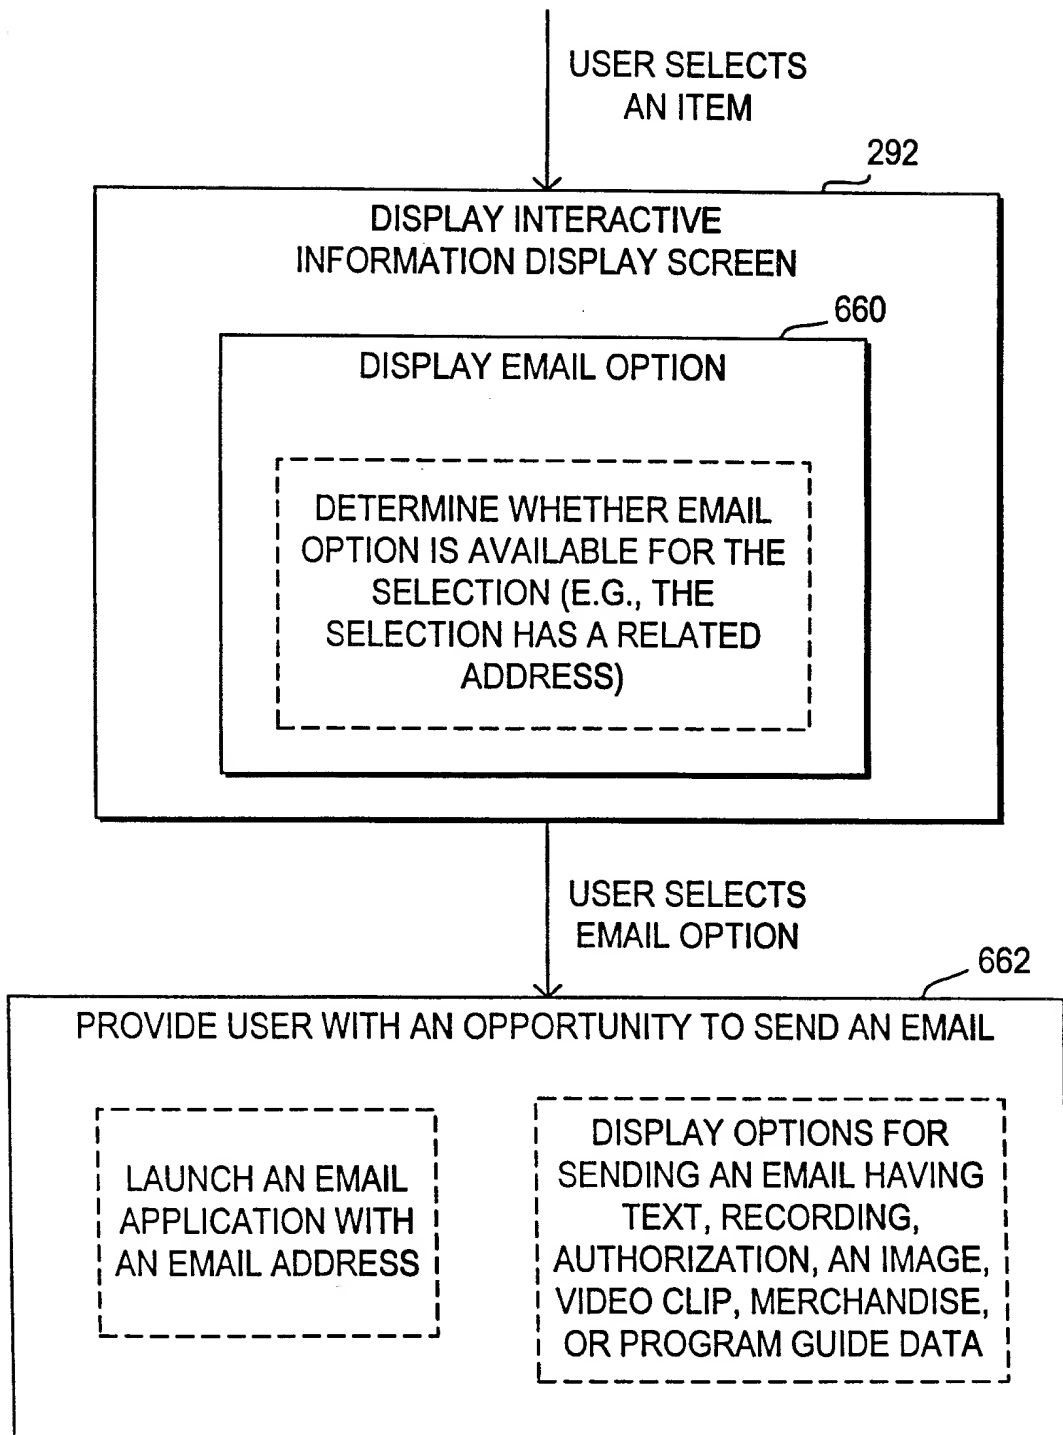 USER SELECTS
AN ITEM
292
DISPLAY INTERACTIVE
INFORMATION DISPLAY SCREEN
660
DISPLAY EMAIL OPTION
DETERMINE WHETHER EMAIL
OPTION IS AVAILABLE FOR THE
SELECTION (E.G., THE
SELECTION HAS A RELATED
ADDRESS)
USER SELECTS
EMAIL OPTION
662
PROVIDE USER WITH AN OPPORTUNITY TO SEND AN EMAIL
LAUNCH AN EMAIL
APPLICATION WITH
AN EMAIL ADDRESS
DISPLAY OPTIONS FOR
SENDING AN EMAIL HAVING
TEXT, RECORDING,
AUTHORIZATION, AN IMAGE,
VIDEO CLIP, MERCHANDISE,
OR PROGRAM GUIDE DATA